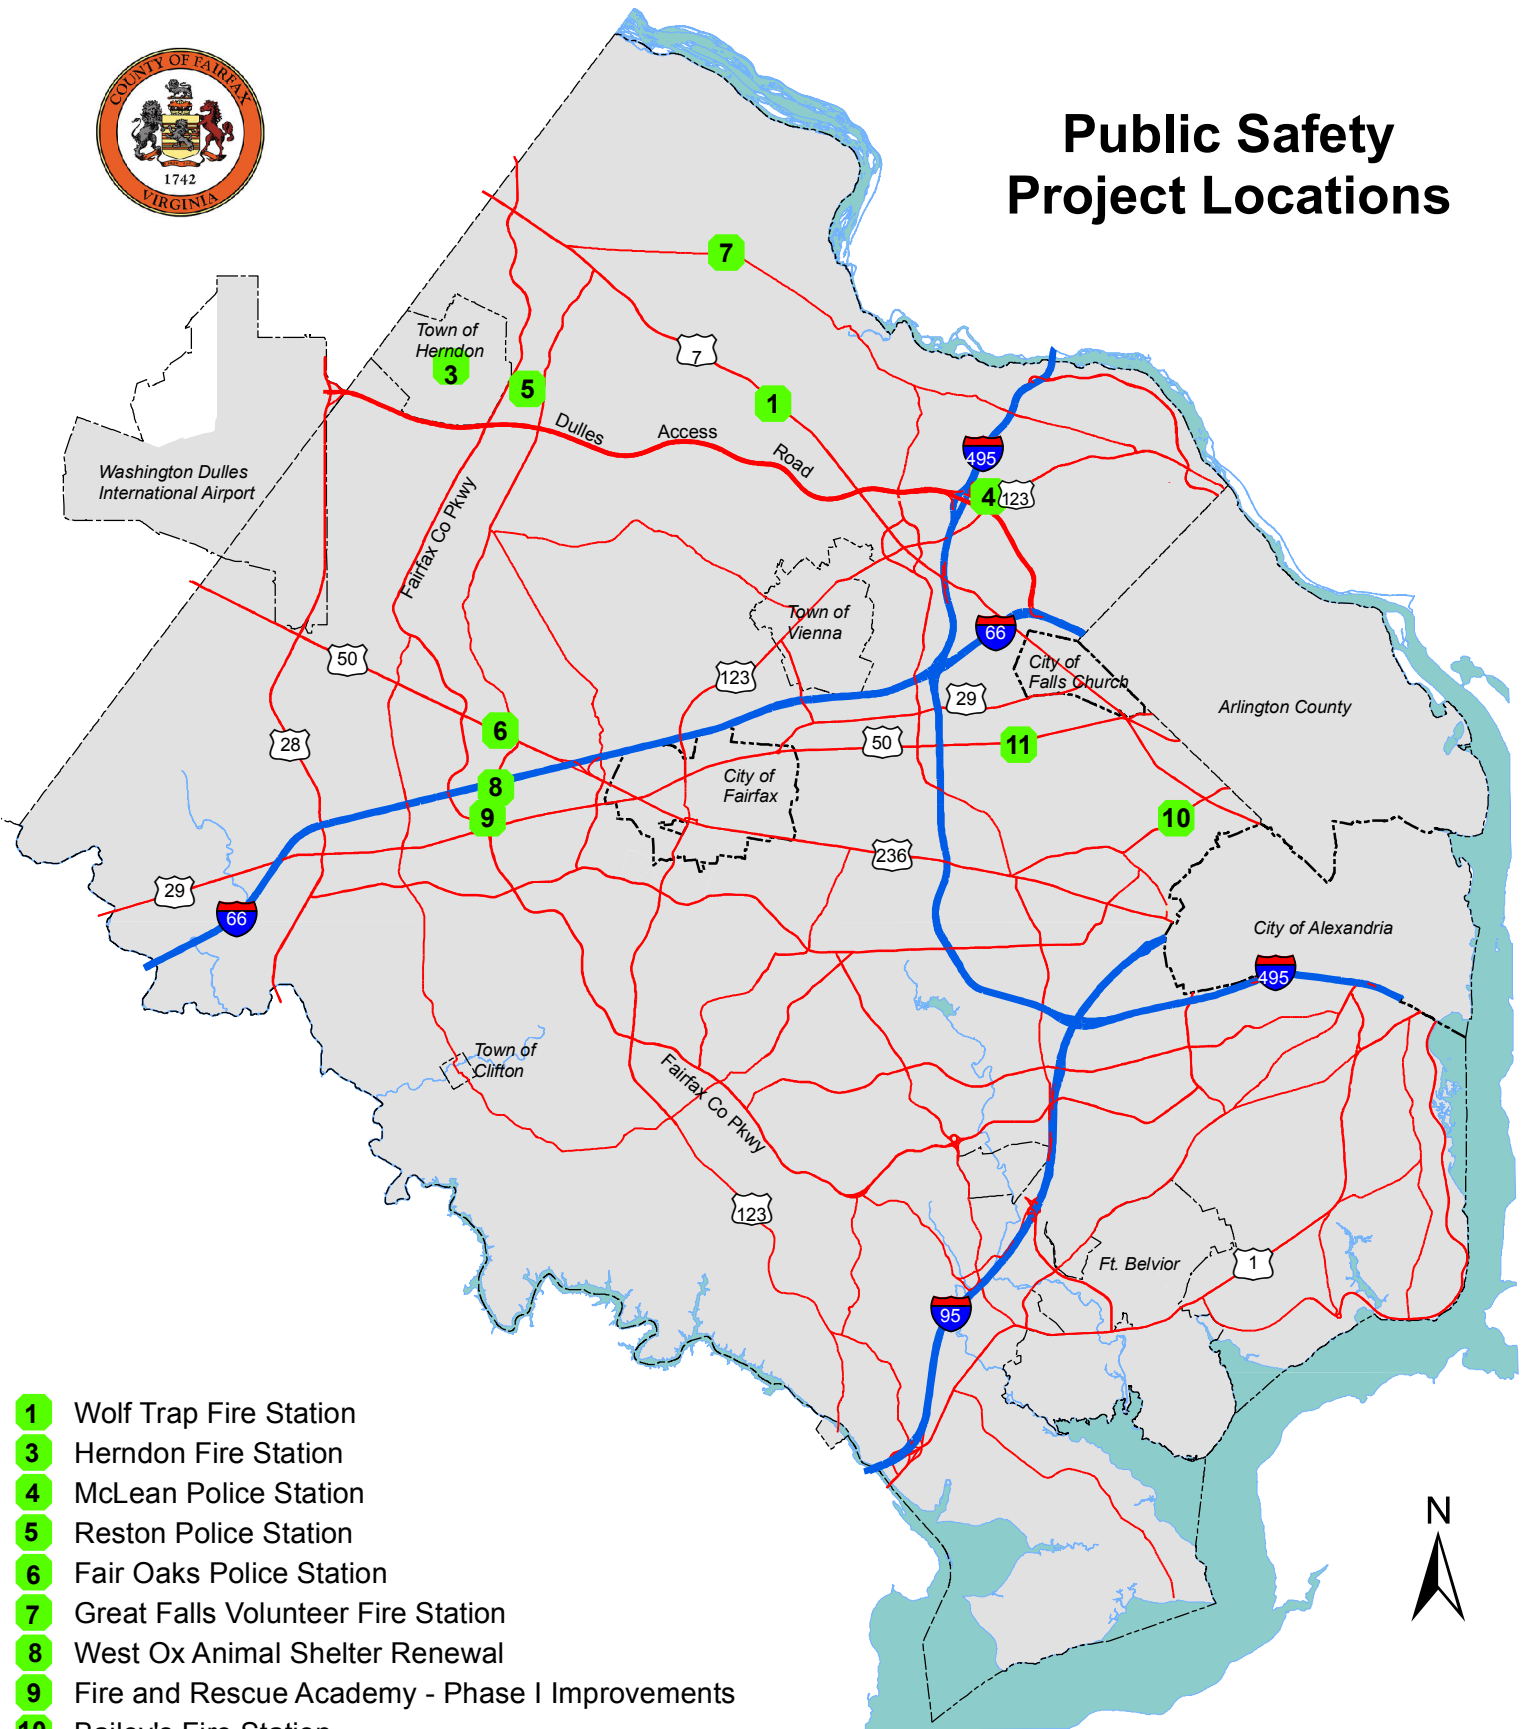 COUNTY OF FAIRFAX
1742
VIRGINIA
Public Safety
Project Locations
7
Town of
Herndon
3
5
7
1
Dulles Access Road
495
4
123
Washington Dulles
International Airport
Fairfax Co Pkwy
Town of
Vienna
66
50
123
City of
Falls Church
29
Arlington County
6
28
50
11
8
City of
Fairfax
9
10
236
29
66
City of Alexandria
495
Town of
Clifton
Fairfax Co Pkwy
123
Ft. Belvior
1
95
1 Wolf Trap Fire Station
3 Herndon Fire Station
4 McLean Police Station
5 Reston Police Station
6 Fair Oaks Police Station
7 Great Falls Volunteer Fire Station
8 West Ox Animal Shelter Renewal
9 Fire and Rescue Academy - Phase I Improvements
10 Bailey's Fire Station
N